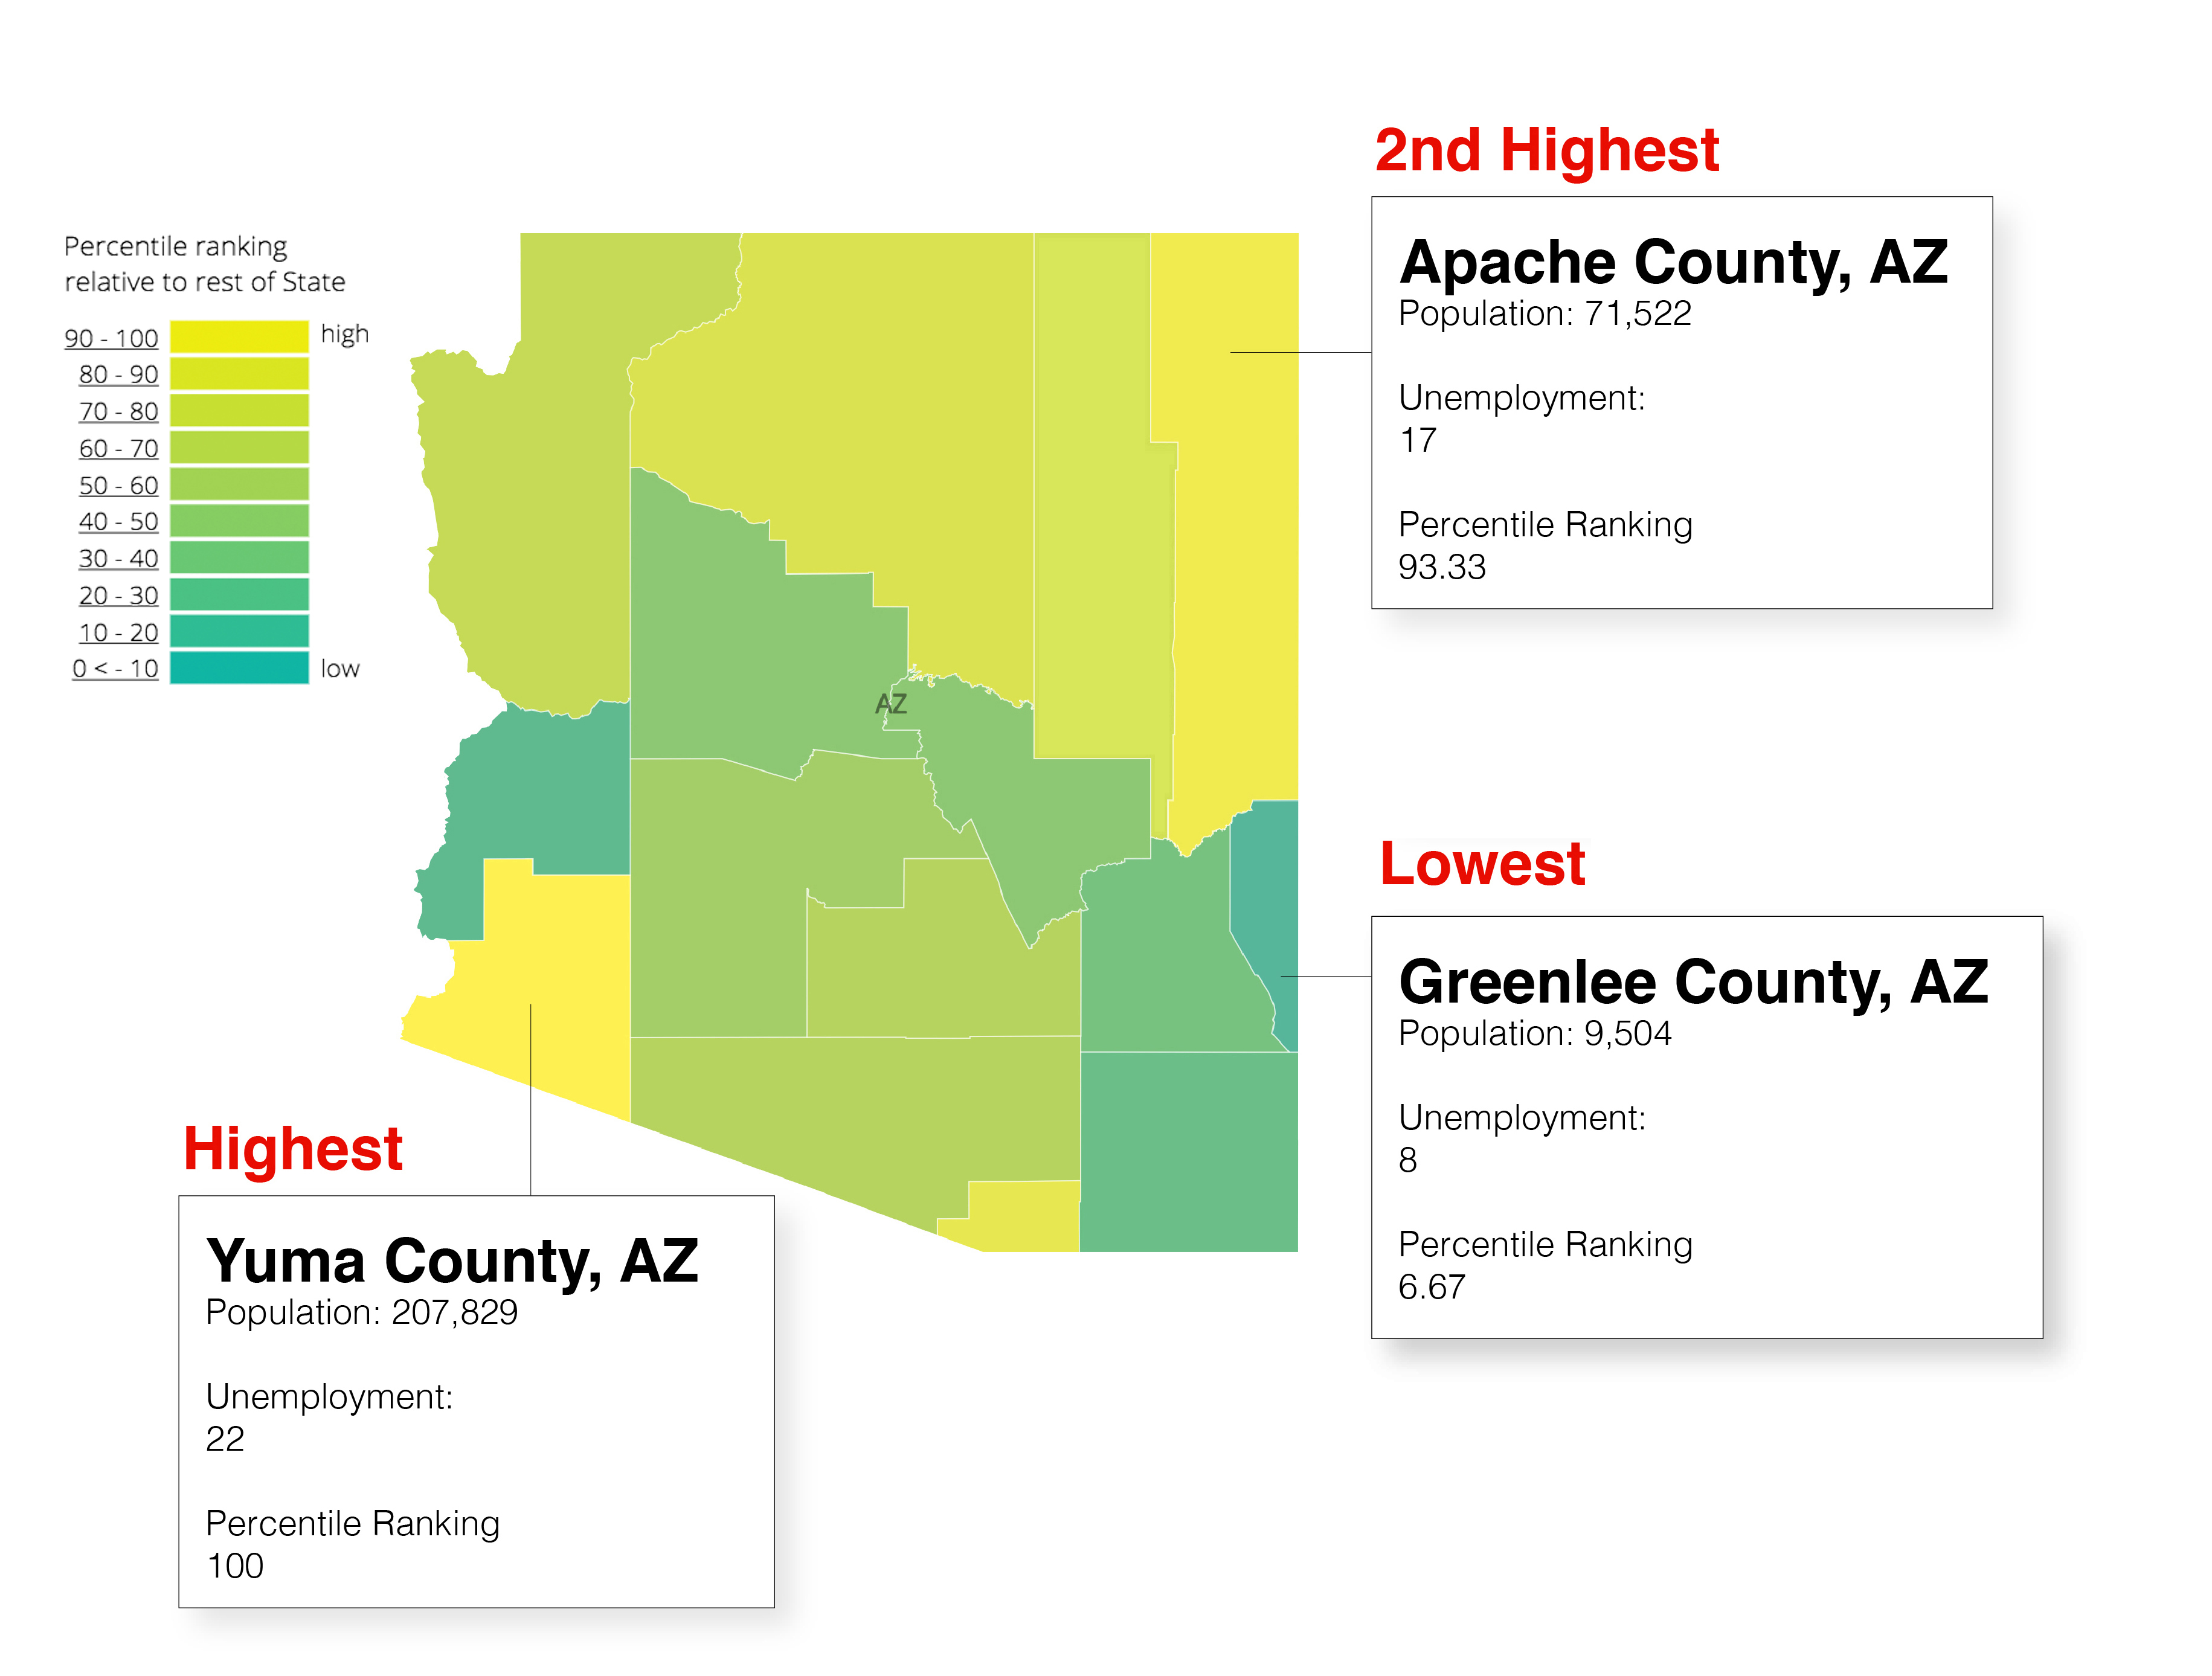 2nd Highest
Apache County, AZ
Population: 71,522
Unemployment:
17
Percentile Ranking
93.33
Percentile ranking
relative to rest of State
90 - 100
high
80 - 90
70 - 80
60 - 70
50 - 60
40 - 50
30 - 40
20 - 30
10 - 20
0 < - 10
low
AZ
Lowest
Greenlee County, AZ
Population: 9,504
Unemployment:
8
Percentile Ranking
6.67
Highest
Yuma County, AZ
Population: 207,829
Unemployment:
22
Percentile Ranking
100